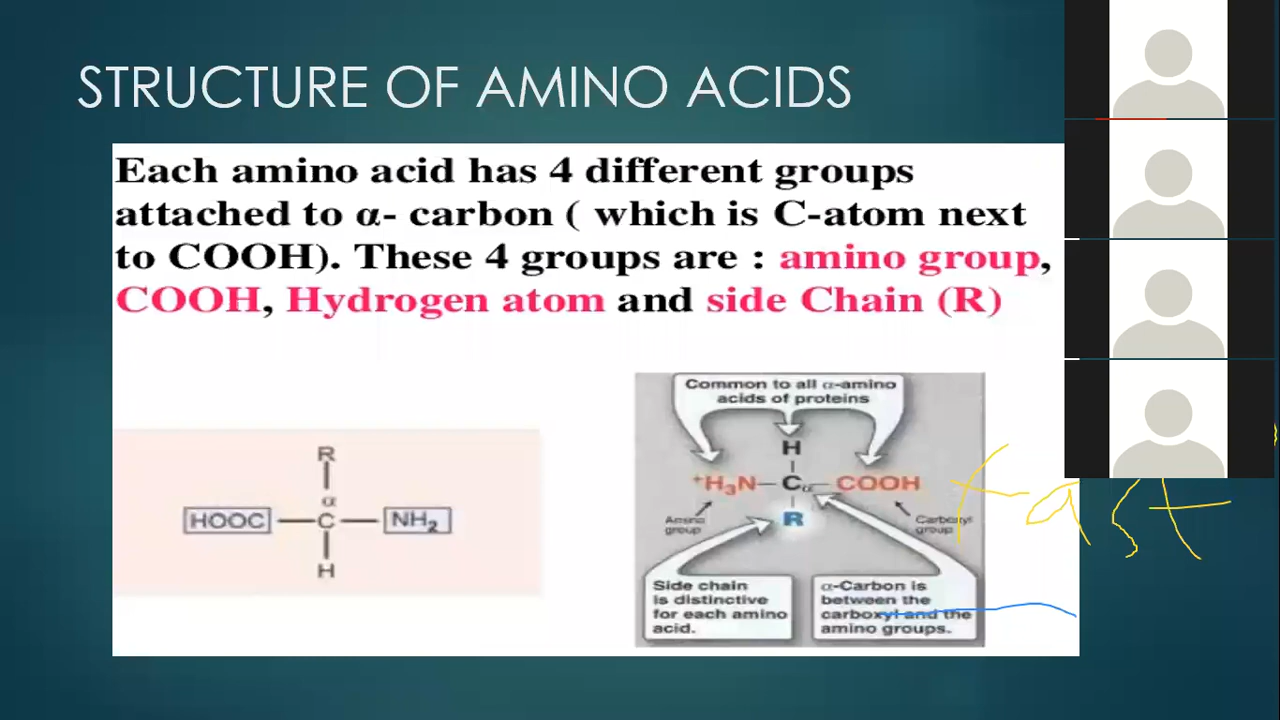 STRUCTURE OF AMINO ACIDS
Each amino acid has 4 different groups
attached to α- carbon ( which is C-atom next
to COOH). These 4 groups are : amino group,
COOH, Hydrogen atom and side Chain (R)
R
α
HOOC — C — NH₂
H
Common to all α-amino
acids of proteins
H
⁺H₃N — Cα — COOH
Amino
group
R
Carboxyl
group
Side chain
is distinctive
for each amino
acid.
α-Carbon is
between the
carboxyl and the
amino groups.
fast